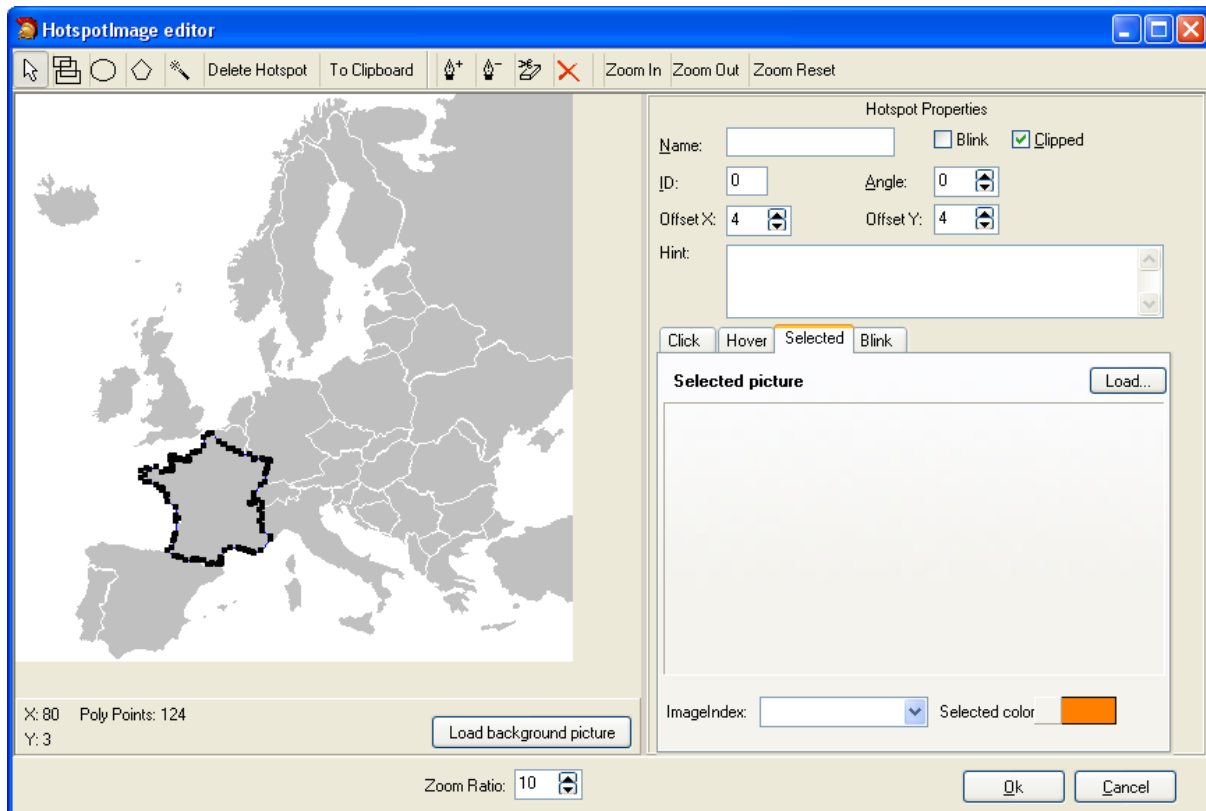 HotspotImage editor
Delete Hotspot To Clipboard Zoom In Zoom Out Zoom Reset
Hotspot Properties
Name: Blink Clipped
ID: 0 Angle: 0
Offset X: 4 Offset Y: 4
Hint:
Click Hover Selected Blink
Selected picture Load...
ImageIndex: Selected color
X: 80 Poly Points: 124
Y: 3
Load background picture
Zoom Ratio: 10 Ok Cancel